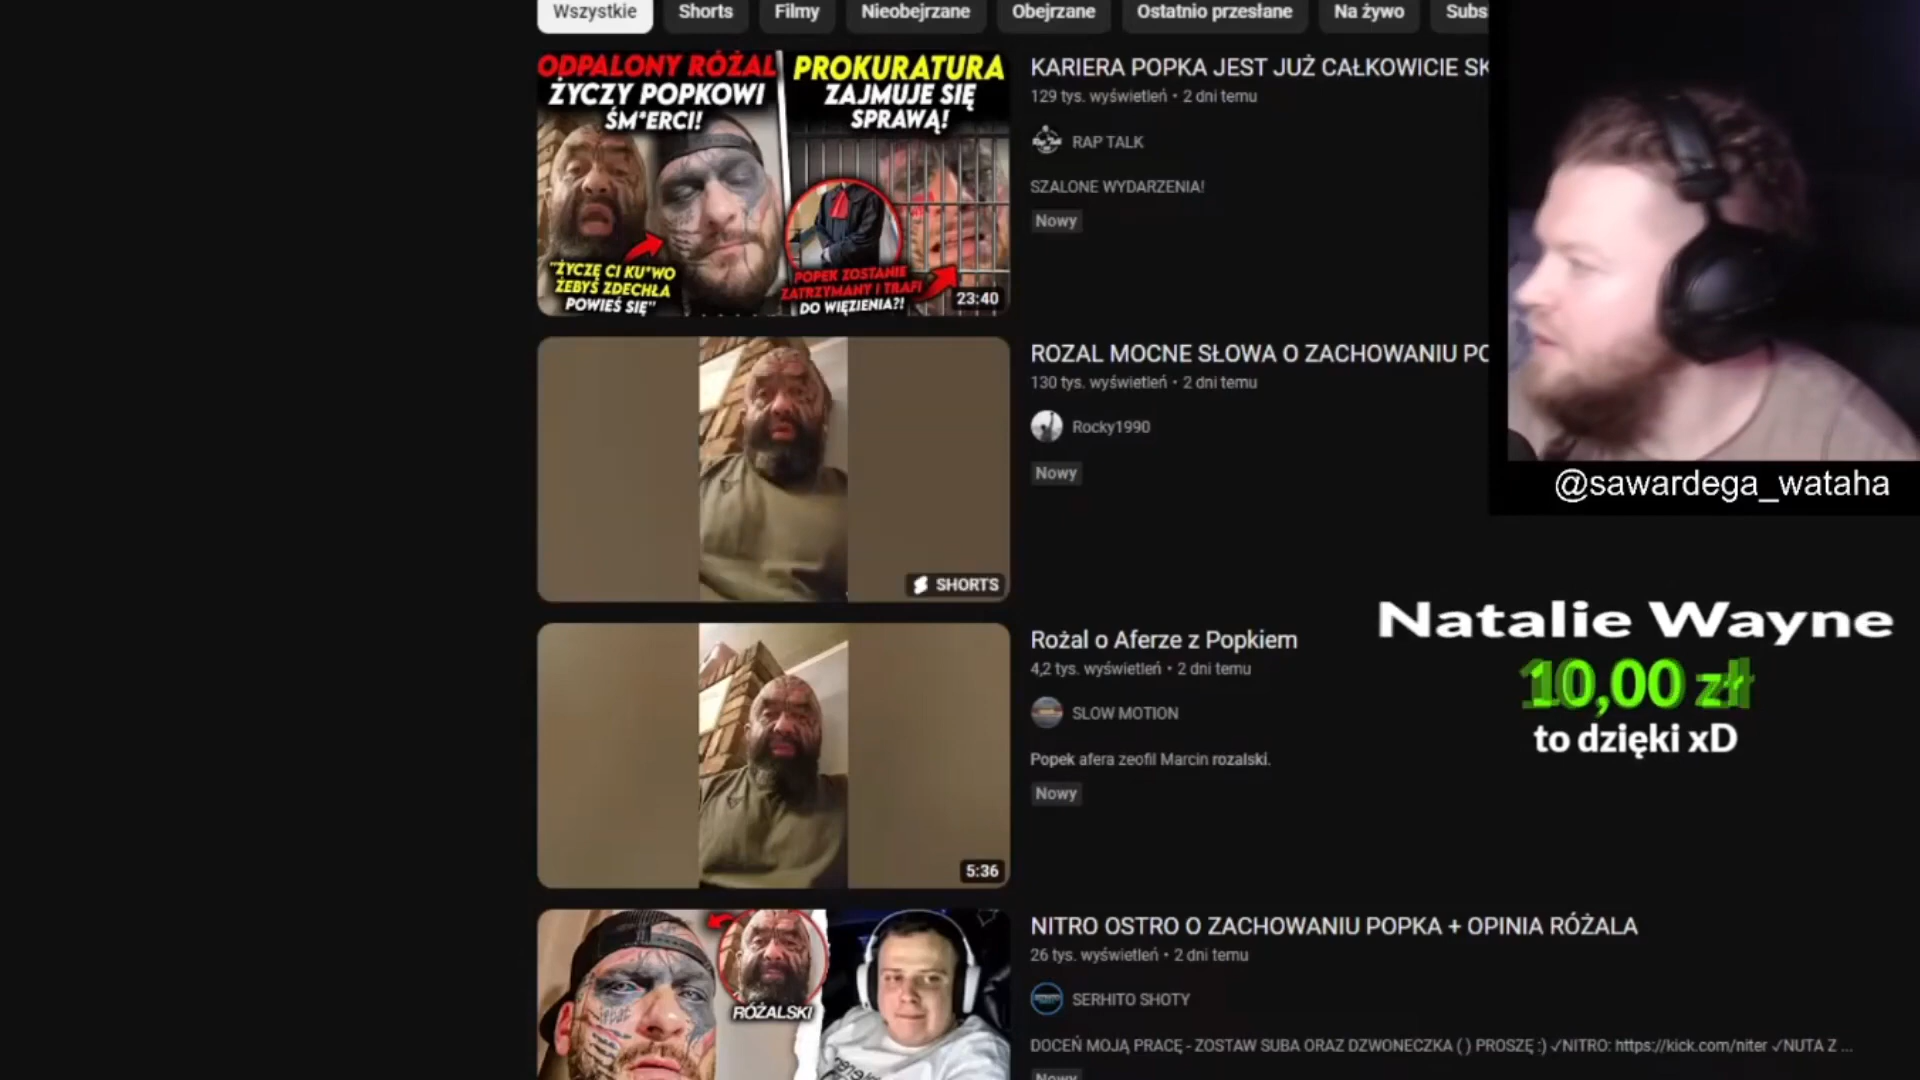 Wszystkie Shorts Filmy Nieobejrzane Obejrzane Ostatnio przesłane Na żywo Subs
ODPALONY RÓŻAL
ŻYCZY POPKOWI
ŚM*ERCI!
"ŻYCZĘ CI KU*WO
ŻEBYŚ ZDECHŁA
POWIEŚ SIĘ"
PROKURATURA
ZAJMUJE SIĘ
SPRAWĄ!
POPEK ZOSTANIE
ZATRZYMANY I TRAFI
DO WIĘZIENIA?!
23:40
KARIERA POPKA JEST JUŻ CAŁKOWICIE SK
129 tys. wyświetleń • 2 dni temu
RAP TALK
SZALONE WYDARZENIA!
Nowy
@sawardega_wataha
SHORTS
ROZAL MOCNE SŁOWA O ZACHOWANIU PO
130 tys. wyświetleń • 2 dni temu
Rocky1990
Nowy
5:36
Rożal o Aferze z Popkiem
4,2 tys. wyświetleń • 2 dni temu
SLOW MOTION
Popek afera zeofil Marcin rozalski.
Nowy
Natalie Wayne
10,00 zł
to dzięki xD
RÓŻALSKI
NITRO OSTRO O ZACHOWANIU POPKA + OPINIA RÓŻALA
26 tys. wyświetleń • 2 dni temu
SERHITO SHOTY
DOCEŃ MOJĄ PRACĘ - ZOSTAW SUBA ORAZ DZWONECZKA ( ) PROSZĘ :) ✓NITRO: https://kick.com/niter ✓NUTA Z ...
Nowy